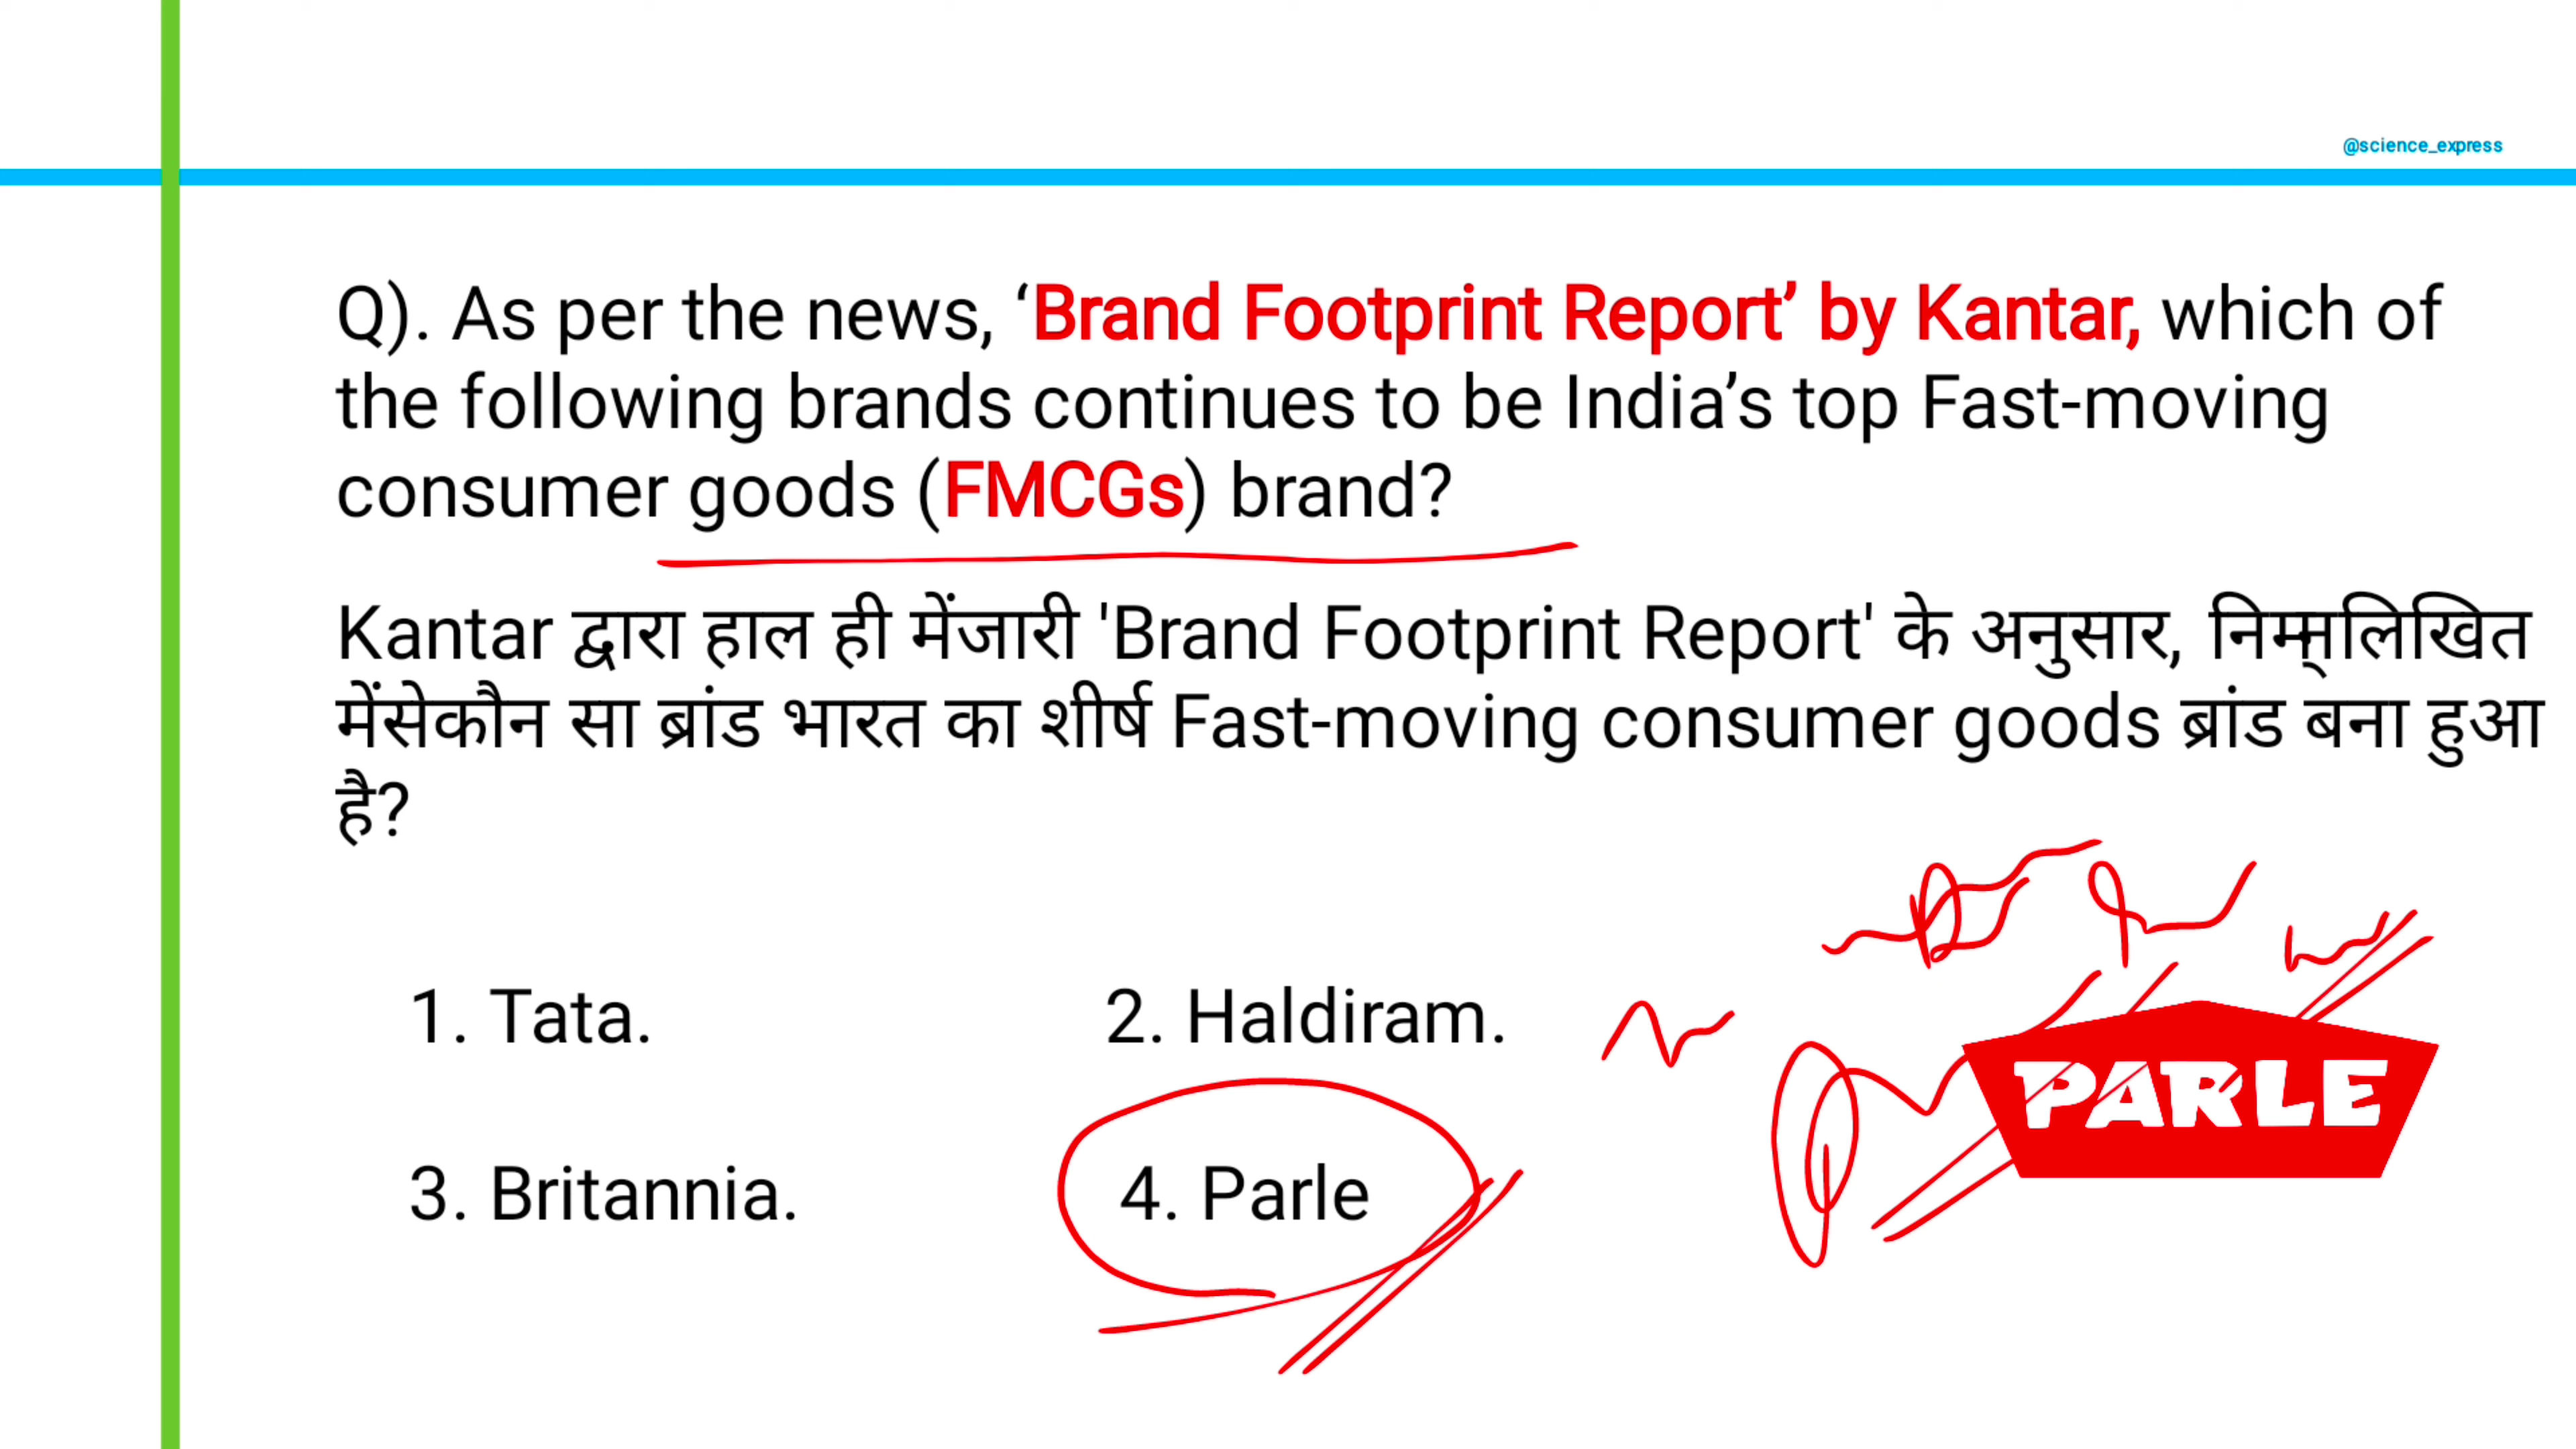 @science_express
Q). As per the news, ‘Brand Footprint Report’ by Kantar, which of
the following brands continues to be India’s top Fast-moving
consumer goods (FMCGs) brand?
Kantar द्वारा हाल ही मेंजारी 'Brand Footprint Report' के अनुसार, निम्म्लिखित
मेंसेकौन सा ब्रांड भारत का शीर्ष Fast-moving consumer goods ब्रांड बना हुआ
है?
1. Tata.
2. Haldiram.
3. Britannia.
4. Parle
PARLE